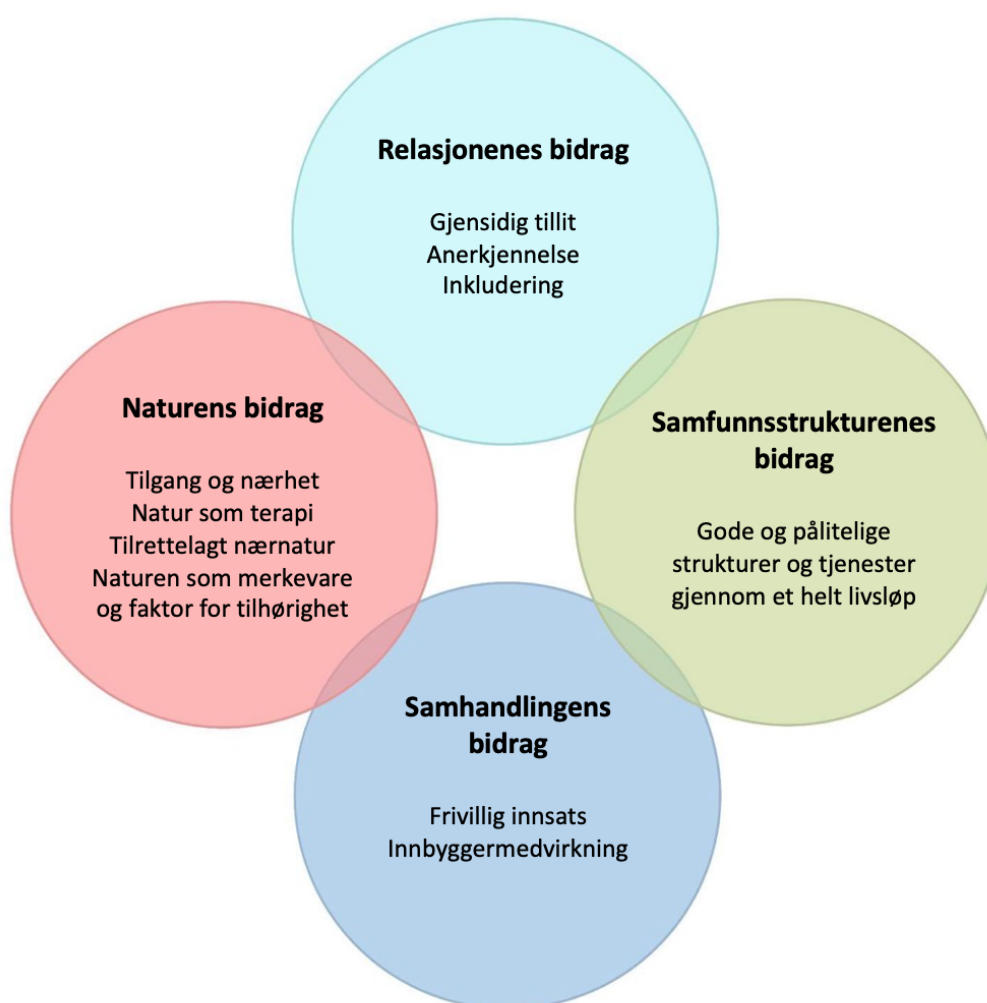 Relasjonenes bidrag
Gjensidig tillit
Anerkjennelse
Inkludering
Naturens bidrag
Tilgang og nærhet
Natur som terapi
Tilrettelagt nærnatur
Naturen som merkevare
og faktor for tilhørighet
Samfunnsstrukturenes
bidrag
Gode og pålitelige
strukturer og tjenester
gjennom et helt livsløp
Samhandlingens
bidrag
Frivillig innsats
Innbyggermedvirkning